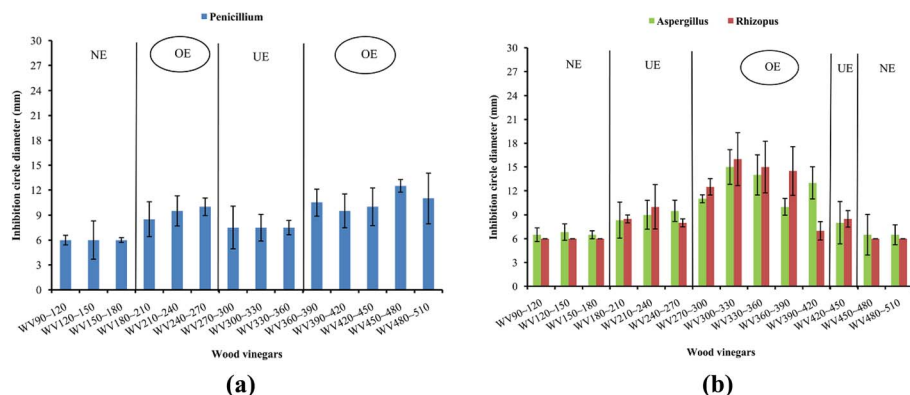 Penicillium
30
27
24
21
18
15
12
9
6
3
0
Inhibition circle diameter (mm)
NE
OE
UE
OE
WV90–120
WV120–150
WV150–180
WV180–210
WV210–240
WV240–270
WV270–300
WV300–330
WV330–360
WV360–390
WV390–420
WV420–450
WV450–480
WV480–510
Wood vinegars
(a)
Aspergillus
Rhizopus
30
27
24
21
18
15
12
9
6
3
0
Inhibition circle diameter (mm)
NE
UE
OE
UE
NE
WV90–120
WV120–150
WV150–180
WV180–210
WV210–240
WV240–270
WV270–300
WV300–330
WV330–360
WV360–390
WV390–420
WV420–450
WV450–480
WV480–510
Wood vinegars
(b)